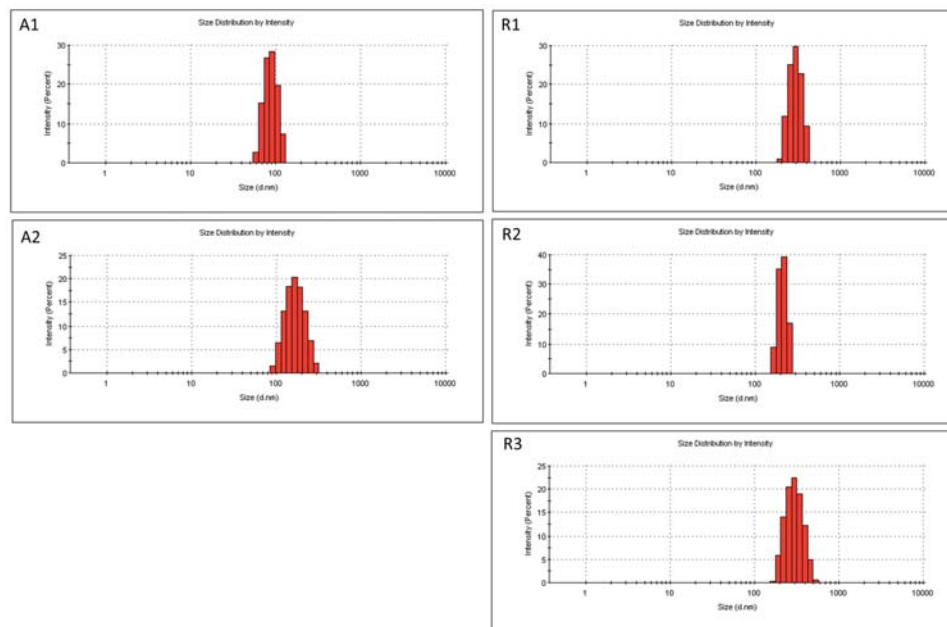 A1
Size Distribution by Intensity
Intensity (Percent)
30
20
10
0
1 10 100 1000 10000
Size (d.nm)
R1
Size Distribution by Intensity
Intensity (Percent)
30
20
10
0
1 10 100 1000 10000
Size (d.nm)
A2
Size Distribution by Intensity
Intensity (Percent)
25
20
15
10
5
0
1 10 100 1000 10000
Size (d.nm)
R2
Size Distribution by Intensity
Intensity (Percent)
40
30
20
10
0
1 10 100 1000 10000
Size (d.nm)
R3
Size Distribution by Intensity
Intensity (Percent)
25
20
15
10
5
0
1 10 100 1000 10000
Size (d.nm)